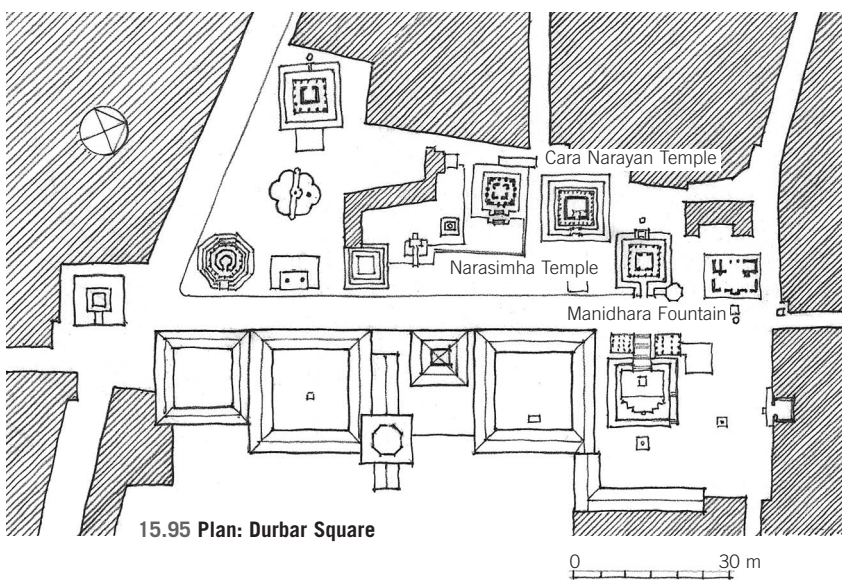 Cara Narayan Temple
Narasimha Temple
Manidhara Fountain
15.95 Plan: Durbar Square
0 30 m